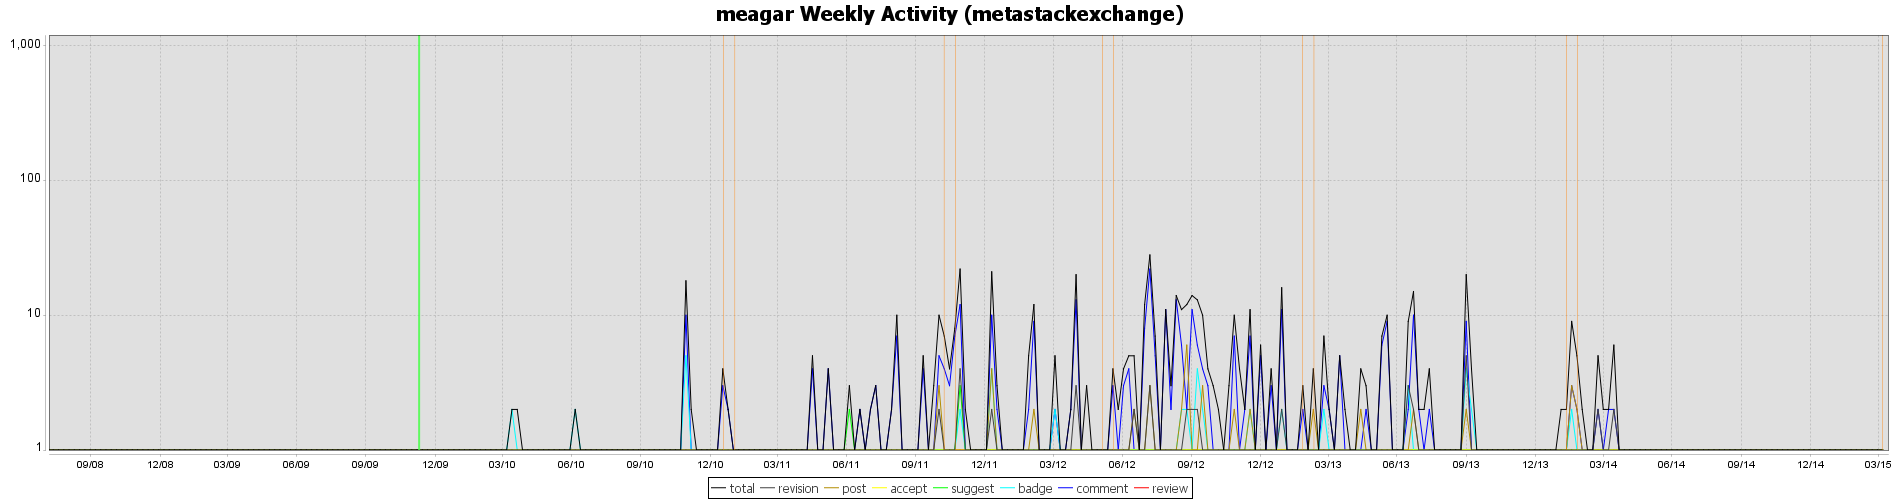 meagar Weekly Activity (metastackexchange)
1,000
100
10
1
09/08 12/08 03/09 06/09 09/09 12/09 03/10 06/10 09/10 12/10 03/11 06/11 09/11 12/11 03/12 06/12 09/12 12/12 03/13 06/13 09/13 12/13 03/14 06/14 09/14 12/14 03/15
total revision post accept suggest badge comment review